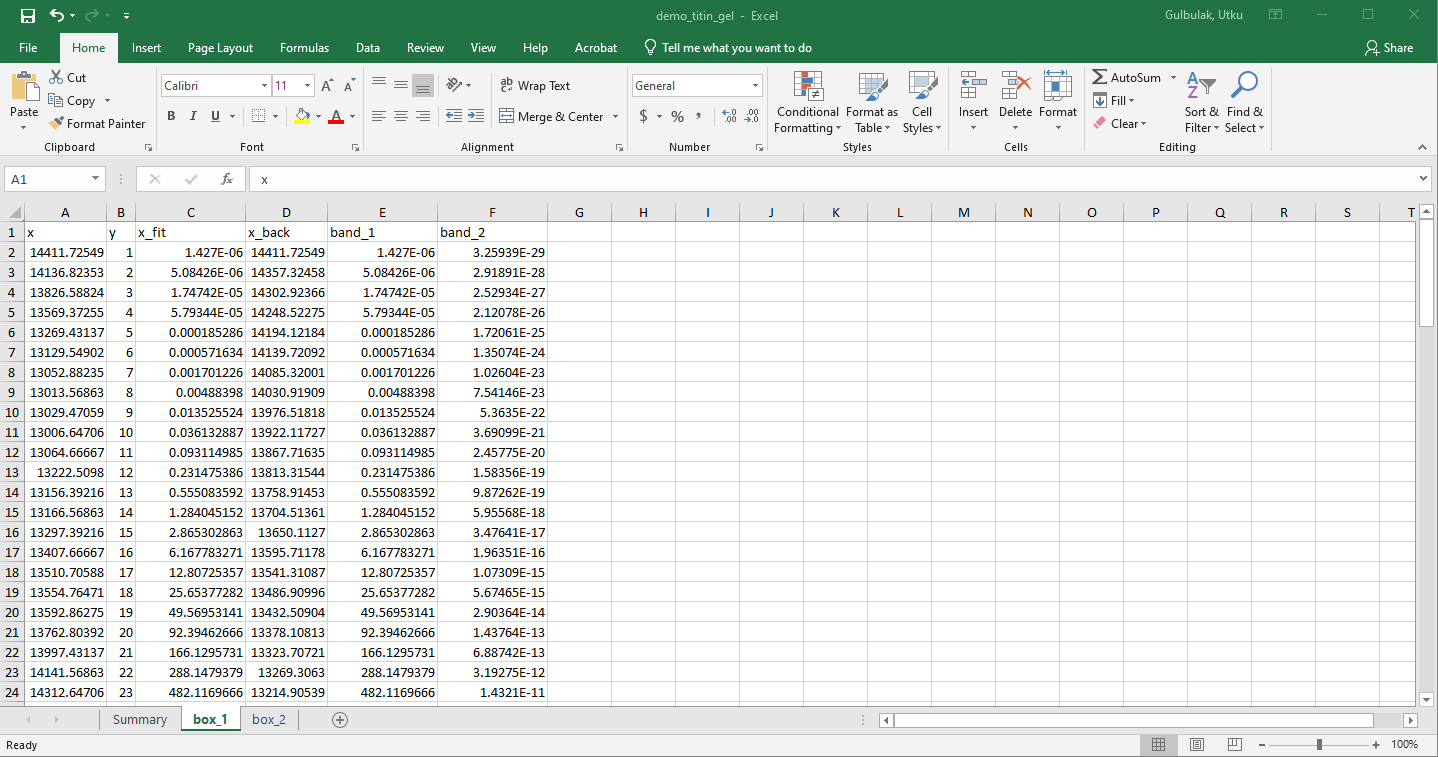 demo_titin_gel - Excel
Gulbulak, Utku
File Home Insert Page Layout Formulas Data Review View Help Acrobat Tell me what you want to do Share
Paste
Cut
Copy
Format Painter
Clipboard
Calibri 11 A A
B I U A
Font
ab Wrap Text
Merge & Center
Alignment
General
$ % ,
Number
Conditional Formatting
Format as Table
Cell Styles
Styles
Insert Delete Format
Cells
AutoSum
Fill
Clear
Sort & Filter
Find & Select
Editing
A1 fx x
A B C D E F G H I J K L M N O P Q R S T
1 x y x_fit x_back band_1 band_2
2 14411.72549 1 1.427E-06 14411.72549 1.427E-06 3.25939E-29
3 14136.82353 2 5.08426E-06 14357.32458 5.08426E-06 2.91891E-28
4 13826.58824 3 1.74742E-05 14302.92366 1.74742E-05 2.52934E-27
5 13569.37255 4 5.79344E-05 14248.52275 5.79344E-05 2.12078E-26
6 13269.43137 5 0.000185286 14194.12184 0.000185286 1.72061E-25
7 13129.54902 6 0.000571634 14139.72092 0.000571634 1.35074E-24
8 13052.88235 7 0.001701226 14085.32001 0.001701226 1.02604E-23
9 13013.56863 8 0.00488398 14030.91909 0.00488398 7.54146E-23
10 13029.47059 9 0.013525524 13976.51818 0.013525524 5.3635E-22
11 13006.64706 10 0.036132887 13922.11727 0.036132887 3.69099E-21
12 13064.66667 11 0.093114985 13867.71635 0.093114985 2.45775E-20
13 13222.5098 12 0.231475386 13813.31544 0.231475386 1.58356E-19
14 13156.39216 13 0.555083592 13758.91453 0.555083592 9.87262E-19
15 13166.56863 14 1.284045152 13704.51361 1.284045152 5.95568E-18
16 13297.39216 15 2.865302863 13650.1127 2.865302863 3.47641E-17
17 13407.66667 16 6.167783271 13595.71178 6.167783271 1.96351E-16
18 13510.70588 17 12.80725357 13541.31087 12.80725357 1.07309E-15
19 13554.76471 18 25.65377282 13486.90996 25.65377282 5.67465E-15
20 13592.86275 19 49.56953141 13432.50904 49.56953141 2.90364E-14
21 13762.80392 20 92.39462666 13378.10813 92.39462666 1.43764E-13
22 13997.43137 21 166.1295731 13323.70721 166.1295731 6.88742E-13
23 14141.56863 22 288.1479379 13269.3063 288.1479379 3.19275E-12
24 14312.64706 23 482.1169666 13214.90539 482.1169666 1.4321E-11
Summary box_1 box_2
Ready 100%